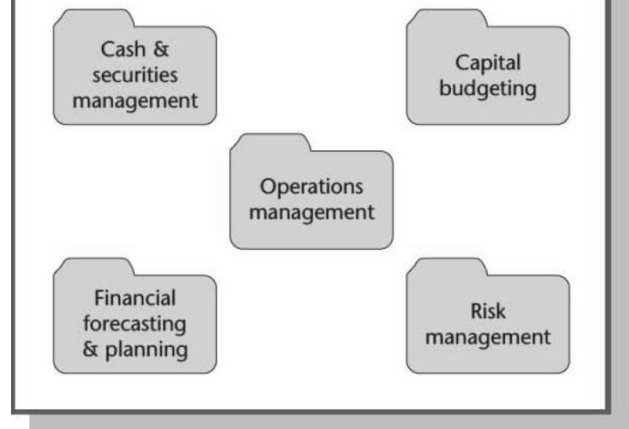 Cash &
securities
management
Capital
budgeting
Operations
management
Financial
forecasting
& planning
Risk
management